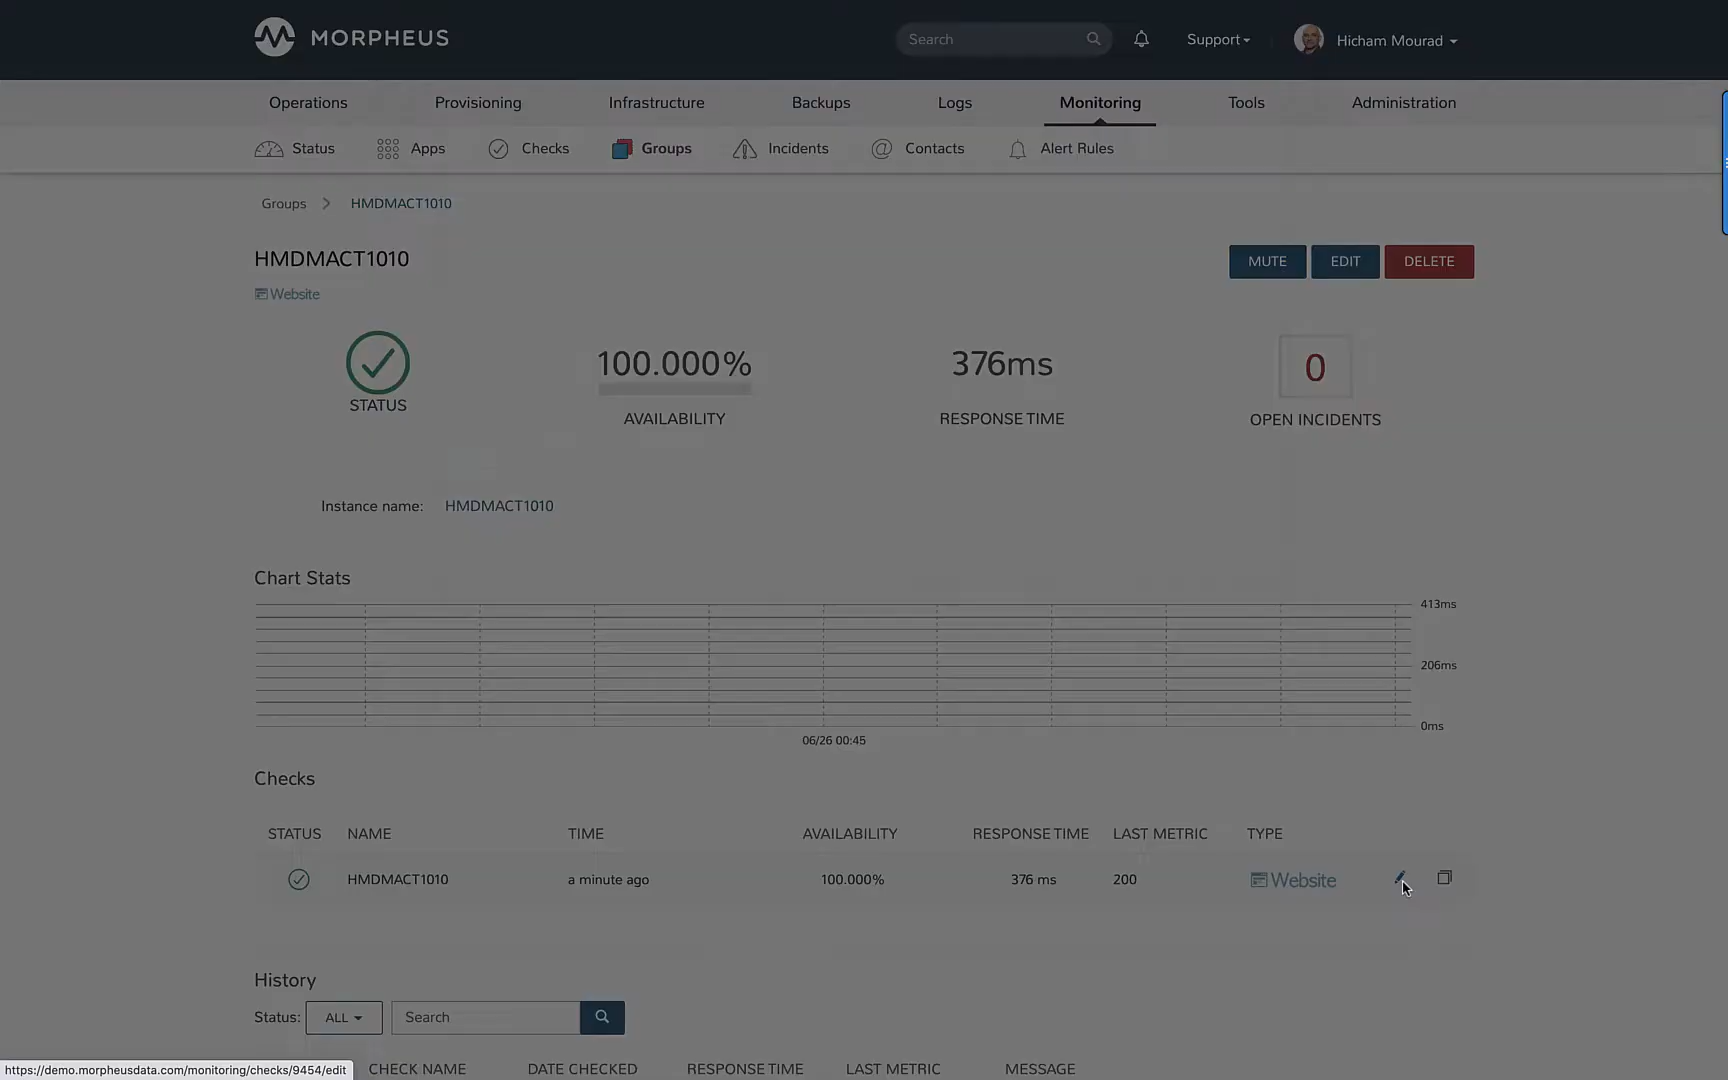 MORPHEUS
Search
Support
Hicham Mourad
Operations
Provisioning
Infrastructure
Backups
Logs
Monitoring
Tools
Administration
Status
Apps
Checks
Groups
Incidents
Contacts
Alert Rules
Groups
HMDMACT1010
HMDMACT1010
MUTE
EDIT
DELETE
Website
100.000%
376ms
0
STATUS
AVAILABILITY
RESPONSE TIME
OPEN INCIDENTS
Instance name: HMDMACT1010
Chart Stats
413ms
206ms
0ms
06/26 00:45
Checks
STATUS NAME TIME AVAILABILITY RESPONSE TIME LAST METRIC TYPE
HMDMACT1010 a minute ago 100.000% 376 ms 200 Website
History
Status: ALL Search
CHECK NAME DATE CHECKED RESPONSE TIME LAST METRIC MESSAGE
https://demo.morpheusdata.com/monitoring/checks/9454/edit